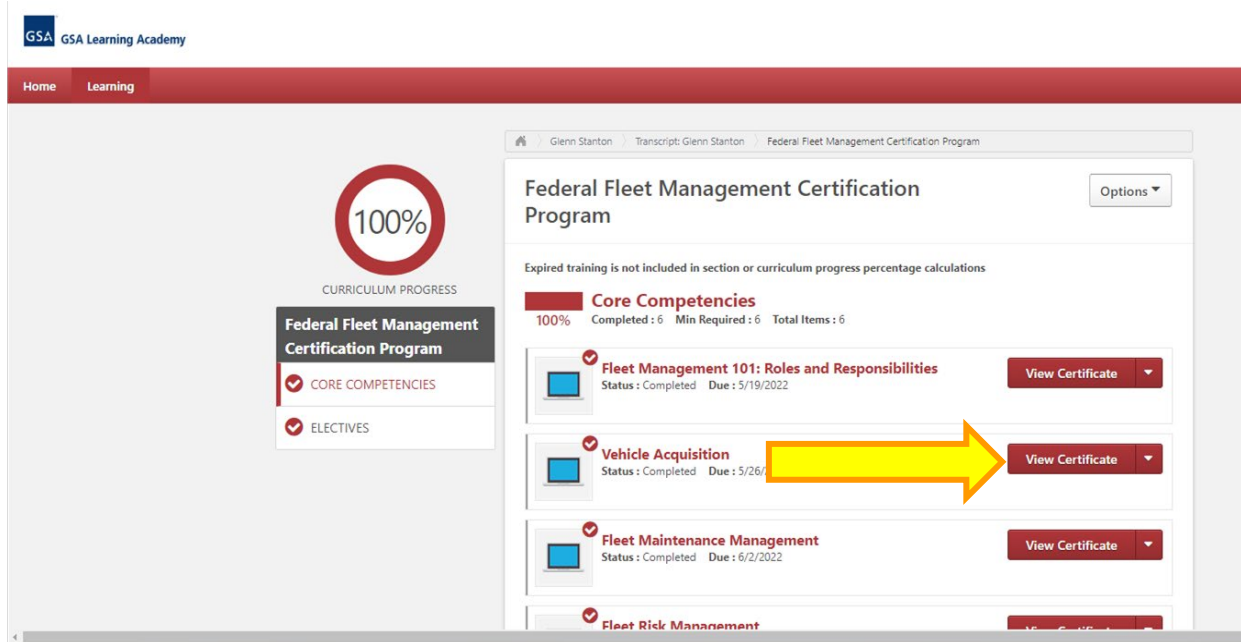 GSA GSA Learning Academy
Home Learning
Glenn Stanton Transcript: Glenn Stanton Federal Fleet Management Certification Program
Federal Fleet Management Certification
Program
Options
100%
CURRICULUM PROGRESS
Federal Fleet Management
Certification Program
CORE COMPETENCIES
ELECTIVES
Expired training is not included in section or curriculum progress percentage calculations
Core Competencies
100% Completed : 6 Min Required : 6 Total Items : 6
Fleet Management 101: Roles and Responsibilities
Status : Completed Due : 5/19/2022
View Certificate
Vehicle Acquisition
Status : Completed Due : 5/26/
View Certificate
Fleet Maintenance Management
Status : Completed Due : 6/2/2022
View Certificate
Fleet Risk Management